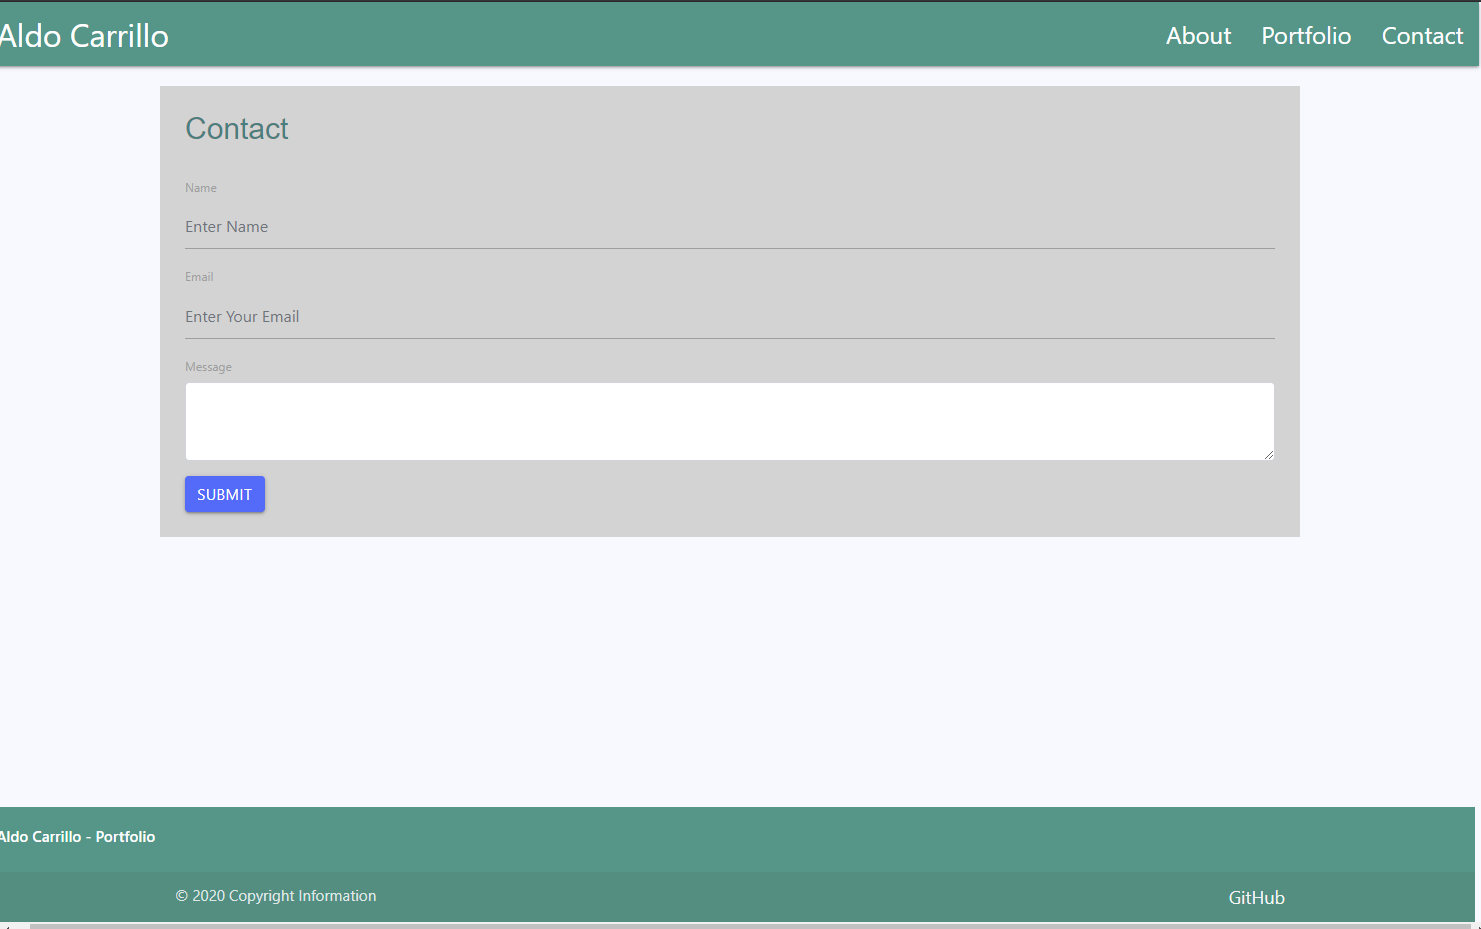 Aldo Carrillo
About Portfolio Contact
Contact
Name
Enter Name
Email
Enter Your Email
Message
SUBMIT
Aldo Carrillo - Portfolio
© 2020 Copyright Information
GitHub